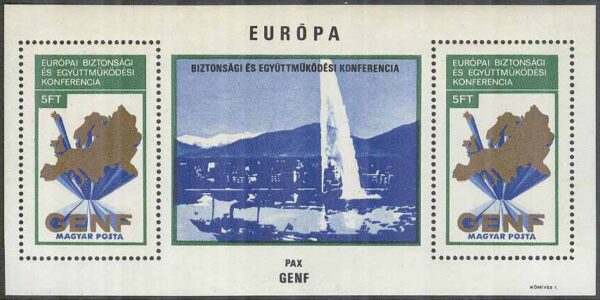 EURÓPA
EURÓPAI BIZTONSÁGI
ÉS EGYÜTTMŰKÖDÉSI
KONFERENCIA
5FT
GENF
MAGYAR POSTA
BIZTONSÁGI ÉS EGYÜTTMŰKÖDÉSI KONFERENCIA
EURÓPAI BIZTONSÁGI
ÉS EGYÜTTMŰKÖDÉSI
KONFERENCIA
5FT
GENF
MAGYAR POSTA
PAX
GENF
KŐMÍVES I.